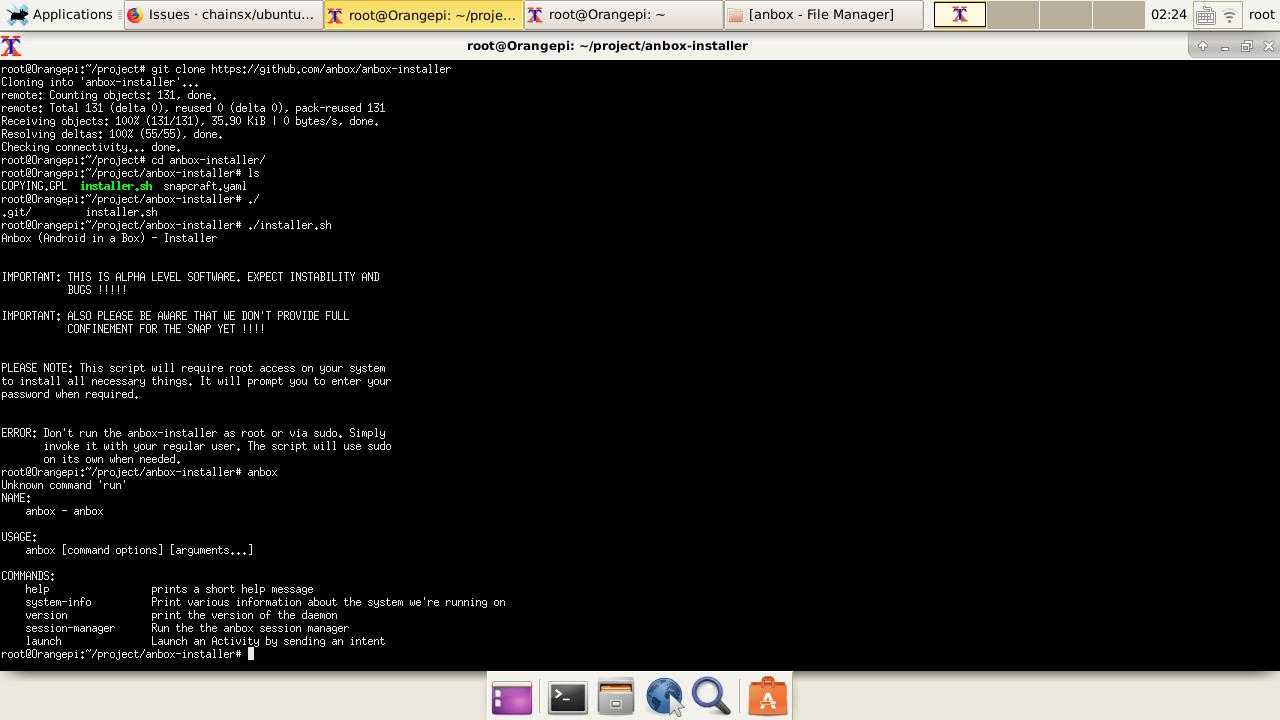 Applications
Issues · chainsx/ubuntu...
root@Orangepi: ~/proje...
root@Orangepi: ~
[anbox - File Manager]
02:24
root
root@Orangepi: ~/project/anbox-installer
root@Orangepi:~/project# git clone https://github.com/anbox/anbox-installer
Cloning into 'anbox-installer'...
remote: Counting objects: 131, done.
remote: Total 131 (delta 0), reused 0 (delta 0), pack-reused 131
Receiving objects: 100% (131/131), 35.90 KiB | 0 bytes/s, done.
Resolving deltas: 100% (55/55), done.
Checking connectivity... done.
root@Orangepi:~/project# cd anbox-installer/
root@Orangepi:~/project/anbox-installer# ls
COPYING.GPL  installer.sh  snapcraft.yaml
root@Orangepi:~/project/anbox-installer# ./
.git/         installer.sh
root@Orangepi:~/project/anbox-installer# ./installer.sh
Anbox (Android in a Box) - Installer
IMPORTANT: THIS IS ALPHA LEVEL SOFTWARE. EXPECT INSTABILITY AND
BUGS !!!!!
IMPORTANT: ALSO PLEASE BE AWARE THAT WE DON'T PROVIDE FULL
CONFINEMENT FOR THE SNAP YET !!!!
PLEASE NOTE: This script will require root access on your system
to install all necessary things. It will prompt you to enter your
password when required.
ERROR: Don't run the anbox-installer as root or via sudo. Simply
invoke it with your regular user. The script will use sudo
on its own when needed.
root@Orangepi:~/project/anbox-installer# anbox
Unknown command 'run'
NAME:
anbox - anbox
USAGE:
anbox [command options] [arguments...]
COMMANDS:
help                 prints a short help message
system-info          Print various information about the system we're running on
version              print the version of the daemon
session-manager      Run the the anbox session manager
launch               Launch an Activity by sending an intent
root@Orangepi:~/project/anbox-installer#